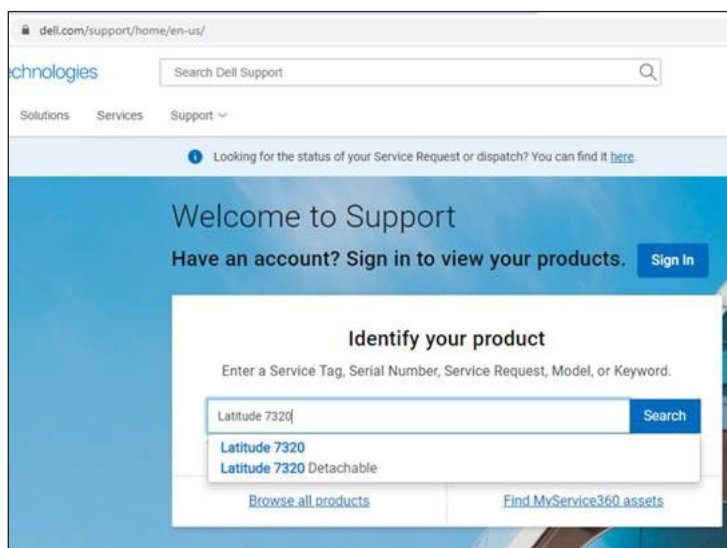 dell.com/support/home/en-us/
echnologies
Search Dell Support
Solutions Services Support
Looking for the status of your Service Request or dispatch? You can find it here.
Welcome to Support
Have an account? Sign in to view your products. Sign In
Identify your product
Enter a Service Tag, Serial Number, Service Request, Model, or Keyword.
Latitude 7320 Search
Latitude 7320
Latitude 7320 Detachable
Browse all products Find MyService360 assets